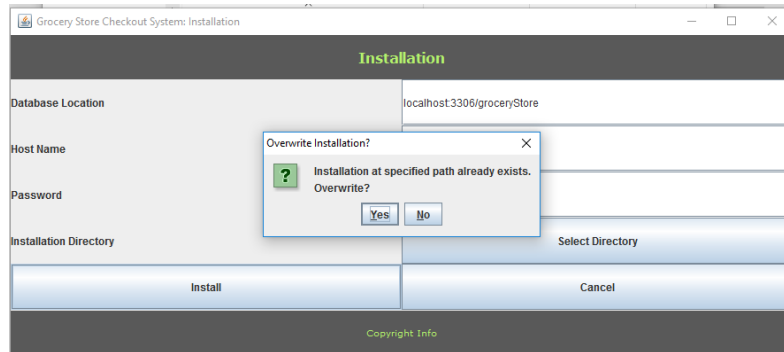 Grocery Store Checkout System: Installation
Installation
Database Location
localhost:3306/groceryStore
Host Name
Password
Installation Directory
Select Directory
Install
Cancel
Copyright Info
Overwrite Installation?
Installation at specified path already exists.
Overwrite?
Yes
No